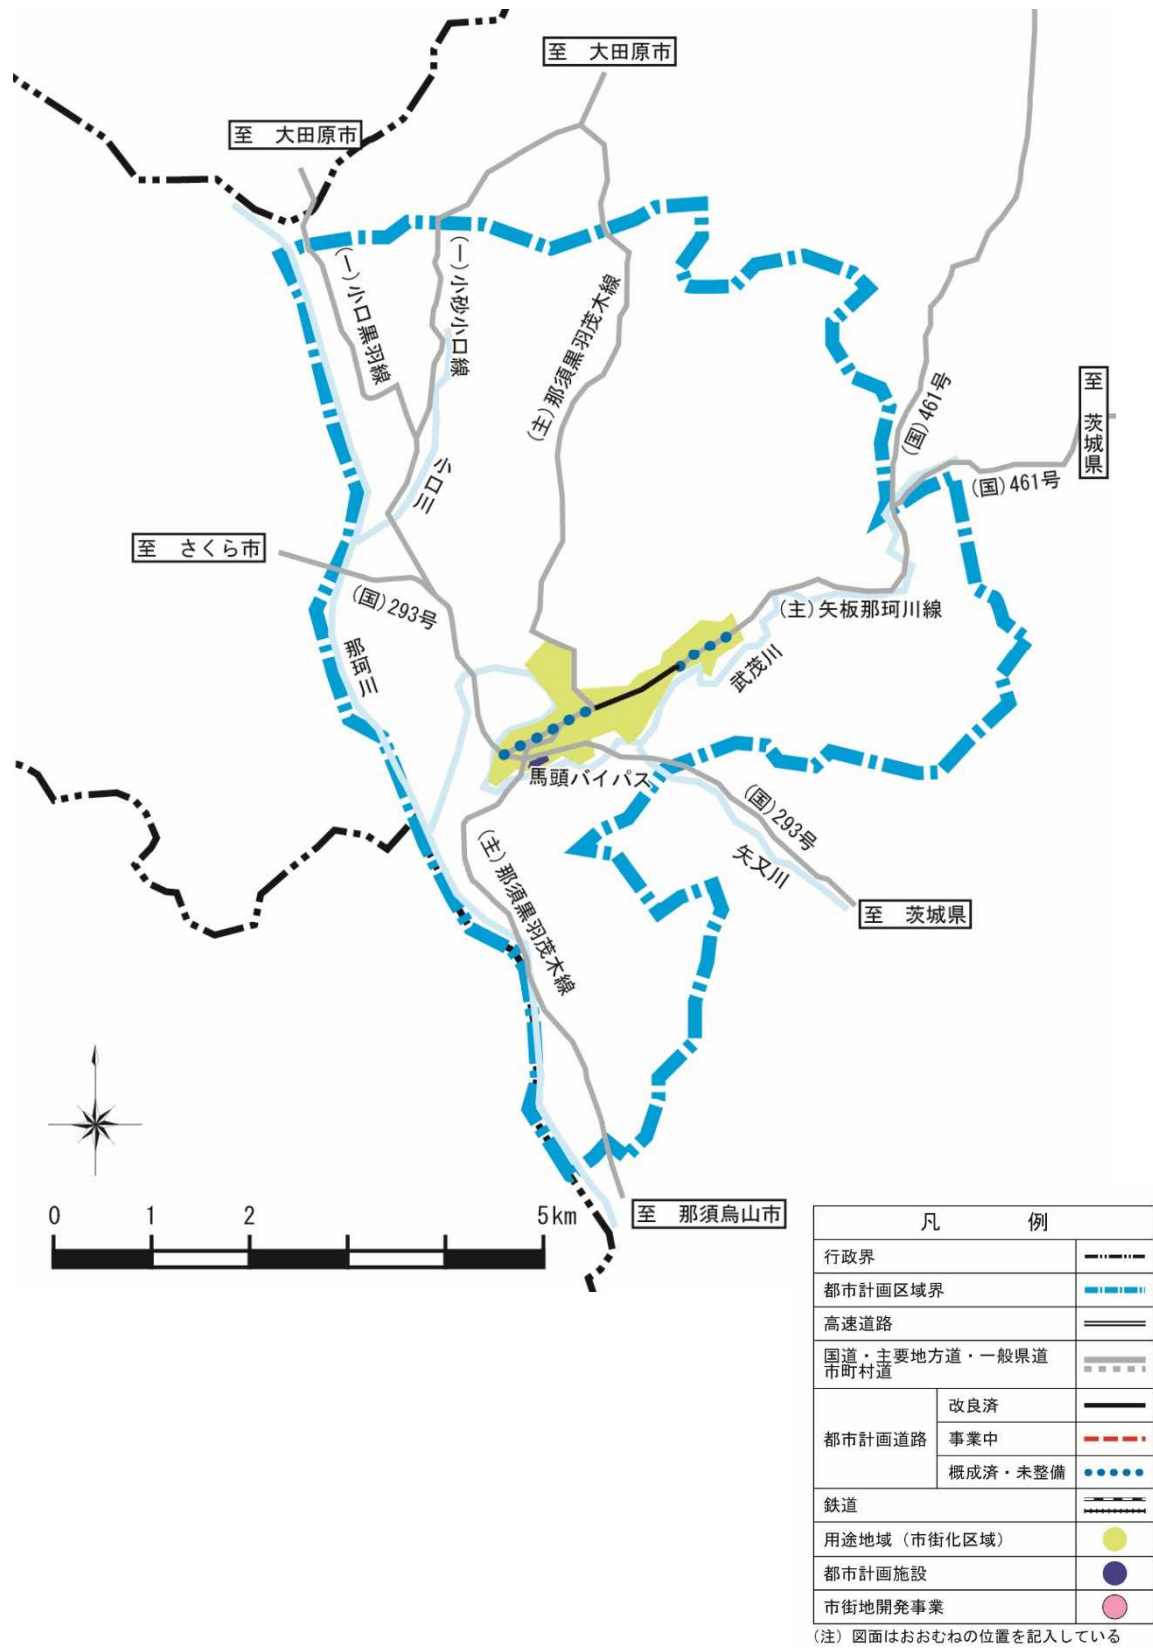 至　大田原市
至　大田原市
(一)小口黒羽線
(一)小砂小口線
(主)那須黒羽茂木線
(国)461号
至　茨城県
(国)461号
小口川
至　さくら市
(国)293号
(主)矢板那珂川線
那珂川
武茂川
馬頭バイパス
(国)293号
矢又川
(主)那須黒羽茂木線
至　茨城県
0 1 2 5km
至　那須烏山市
凡　例
行政界
都市計画区域界
高速道路
国道・主要地方道・一般県道
市町村道
都市計画道路
改良済
事業中
概成済・未整備
鉄道
用途地域（市街化区域）
都市計画施設
市街地開発事業
（注）図面はおおむねの位置を記入している